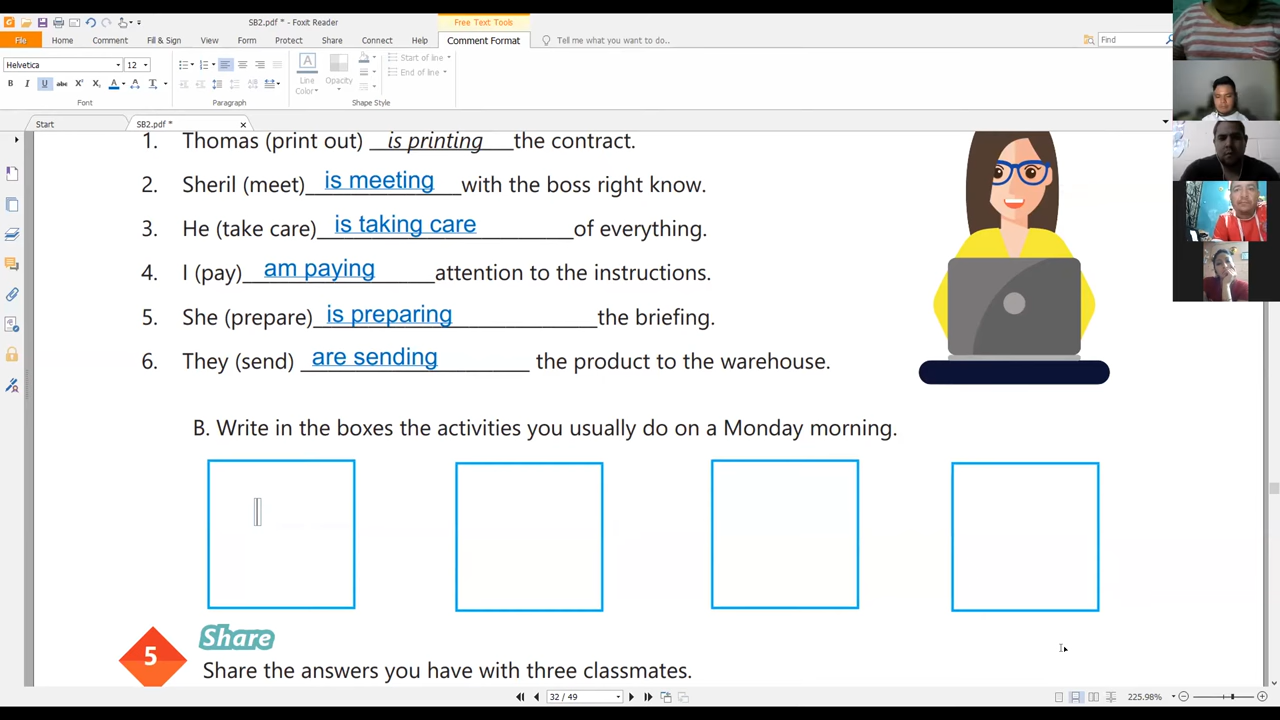 SB2.pdf * - Foxit Reader
Free Text Tools
File Home Comment Fill & Sign View Form Protect Share Connect Help Comment Format Tell me what you want to do.. Find
Helvetica 12
Start of line
End of line
Line Color Opacity
B I U abc X² X₂ A T
Font Paragraph Shape Style
Start SB2.pdf *
1. Thomas (print out) __is printing___the contract.
2. Sheril (meet) is meeting with the boss right know.
3. He (take care) is taking care of everything.
4. I (pay) am paying attention to the instructions.
5. She (prepare) is preparing the briefing.
6. They (send) are sending the product to the warehouse.
B. Write in the boxes the activities you usually do on a Monday morning.
5 Share
Share the answers you have with three classmates.
32 / 49 225.98%